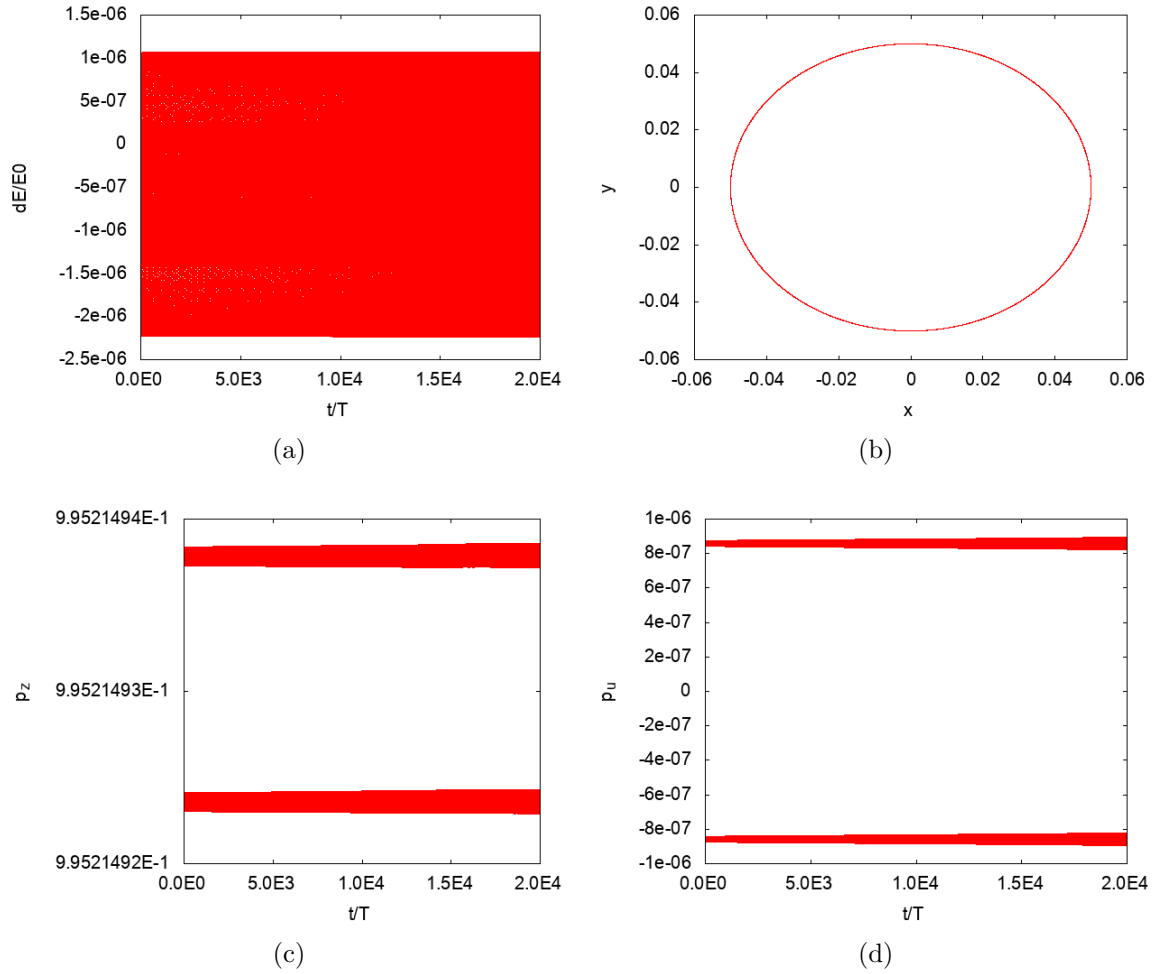 1.5e-06
1e-06
5e-07
0
-5e-07
-1e-06
-1.5e-06
-2e-06
-2.5e-06
dE/E0
0.0E0 5.0E3 1.0E4 1.5E4 2.0E4
t/T
(a)
0.06
0.04
0.02
0
-0.02
-0.04
-0.06
y
-0.06 -0.04 -0.02 0 0.02 0.04 0.06
x
(b)
9.9521494E-1
9.9521493E-1
9.9521492E-1
pz
0.0E0 5.0E3 1.0E4 1.5E4 2.0E4
t/T
(c)
1e-06
8e-07
6e-07
4e-07
2e-07
0
-2e-07
-4e-07
-6e-07
-8e-07
-1e-06
pu
0.0E0 5.0E3 1.0E4 1.5E4 2.0E4
t/T
(d)